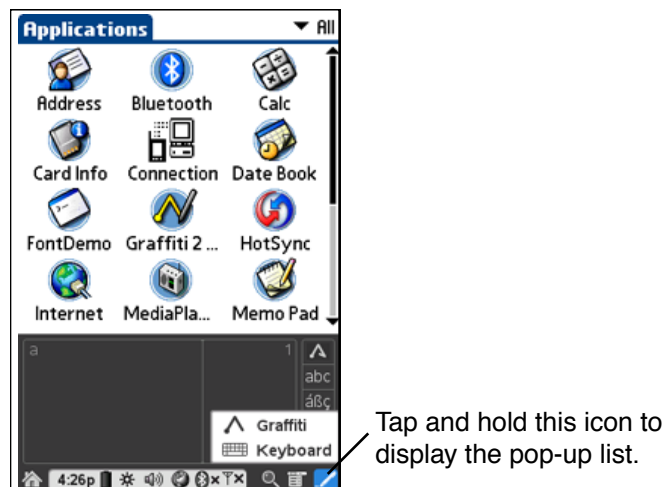 Applications
All
Address Bluetooth Calc
Card Info Connection Date Book
FontDemo Graffiti 2 ... HotSync
Internet MediaPla... Memo Pad
a 1
abc
áßç
Graffiti
Keyboard
4:26p
Tap and hold this icon to
display the pop-up list.